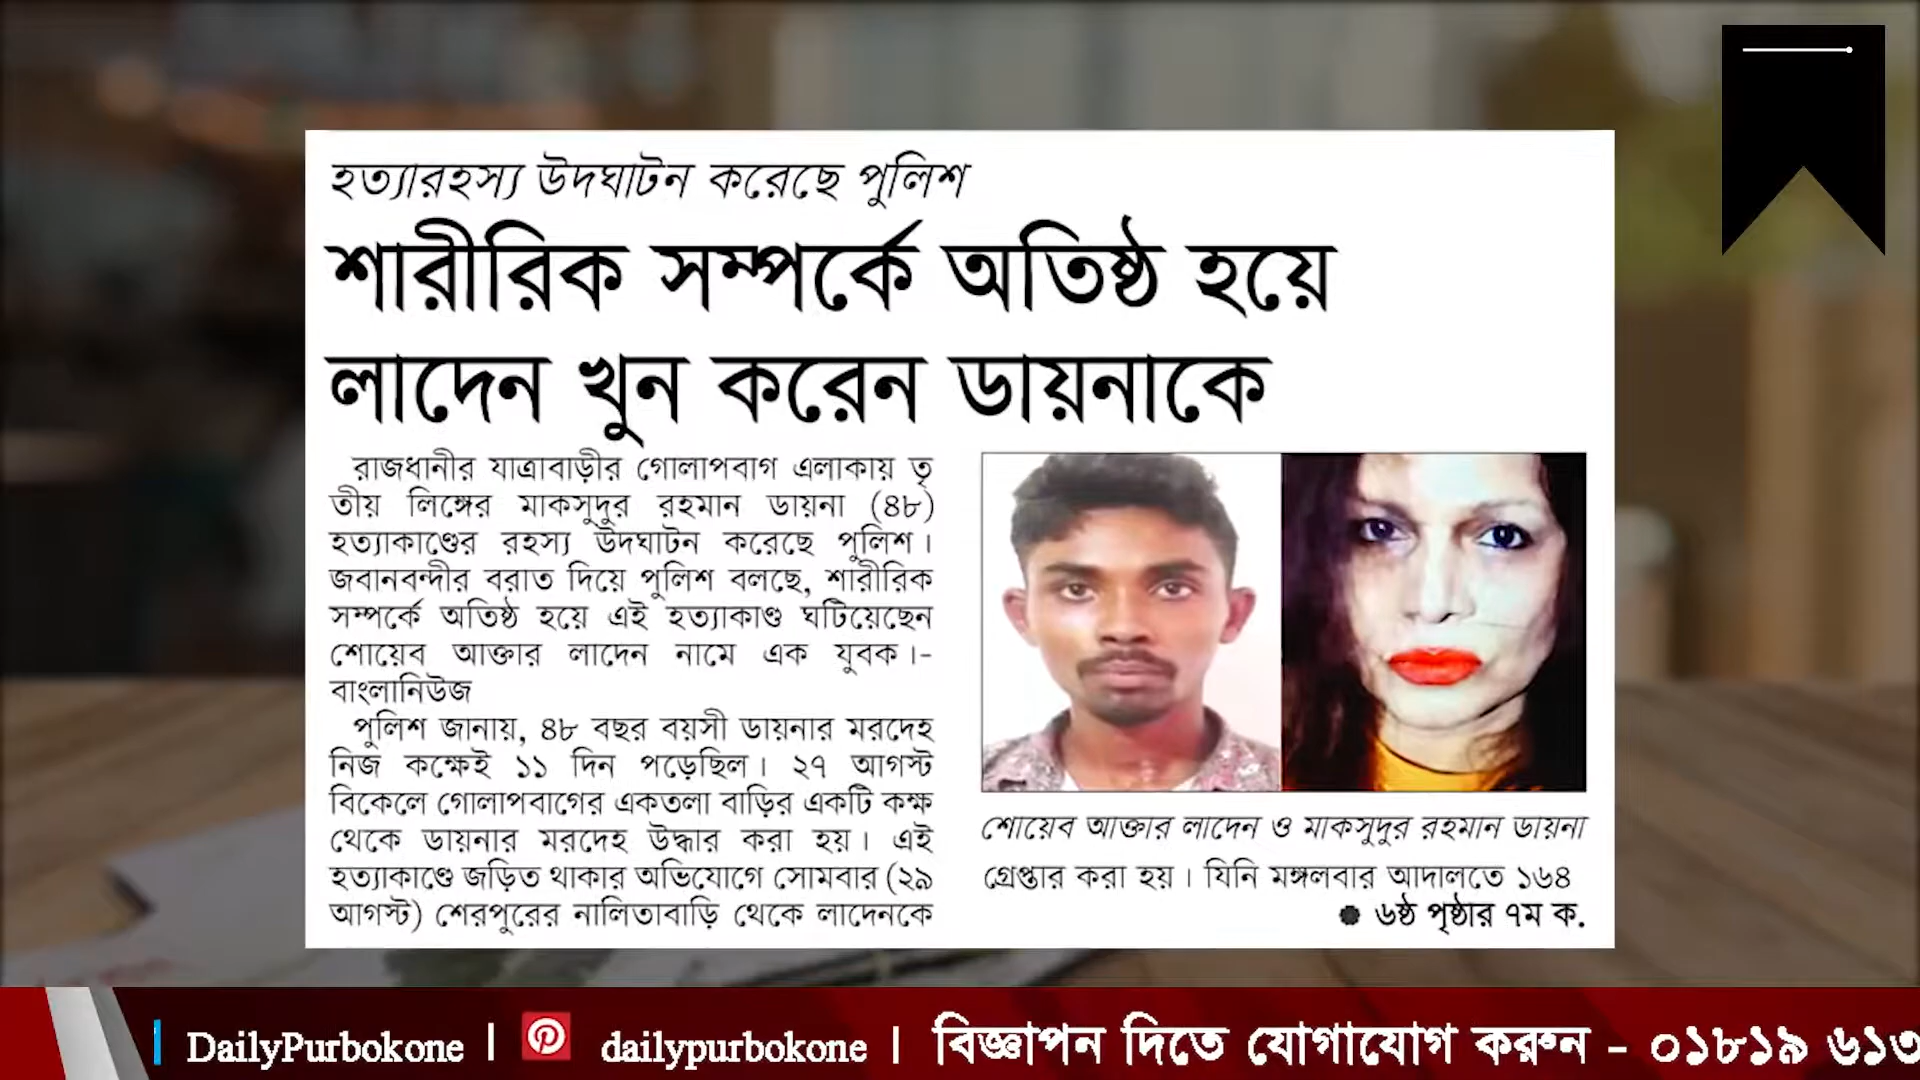 হত্যারহস্য উদঘাটন করেছে পুলিশ
শারীরিক সম্পর্কে অতিষ্ঠ হয়ে
লাদেন খুন করেন ডায়নাকে
রাজধানীর যাত্রাবাড়ীর গোলাপবাগ এলাকায় তৃ
তীয় লিঙ্গের মাকসুদুর রহমান ডায়না (৪৮)
হত্যাকাণ্ডের রহস্য উদঘাটন করেছে পুলিশ।
জবানবন্দীর বরাত দিয়ে পুলিশ বলছে, শারীরিক
সম্পর্কে অতিষ্ঠ হয়ে এই হত্যাকাণ্ড ঘটিয়েছেন
শোয়েব আক্তার লাদেন নামে এক যুবক।-
বাংলানিউজ
পুলিশ জানায়, ৪৮ বছর বয়সী ডায়নার মরদেহ
নিজ কক্ষেই ১১ দিন পড়েছিল। ২৭ আগস্ট
বিকেলে গোলাপবাগের একতলা বাড়ির একটি কক্ষ
থেকে ডায়নার মরদেহ উদ্ধার করা হয়। এই
হত্যাকাণ্ডে জড়িত থাকার অভিযোগে সোমবার (২৯
আগস্ট) শেরপুরের নালিতাবাড়ি থেকে লাদেনকে
শোয়েব আক্তার লাদেন ও মাকসুদুর রহমান ডায়না
গ্রেপ্তার করা হয়। যিনি মঙ্গলবার আদালতে ১৬৪
● ৬ষ্ঠ পৃষ্ঠার ৭ম ক.
| DailyPurbokone | dailypurbokone | বিজ্ঞাপন দিতে যোগাযোগ করুন - ০১৮১৯ ৬১৩